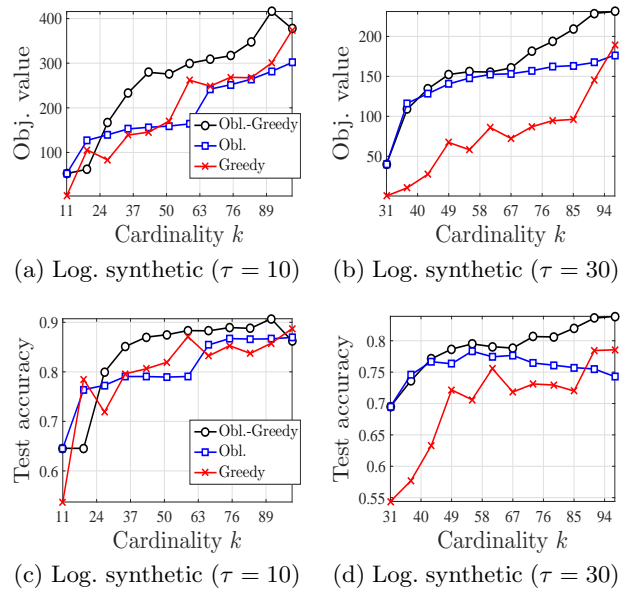 400
300
200
100
11 24 37 50 63 76 89
Obj. value
Cardinality k
Obl.-Greedy
Obl.
Greedy
(a) Log. synthetic (τ = 10)
200
150
100
50
31 40 49 58 67 76 85 94
Obj. value
Cardinality k
(b) Log. synthetic (τ = 30)
0.9
0.8
0.7
0.6
11 24 37 50 63 76 89
Test accuracy
Cardinality k
Obl.-Greedy
Obl.
Greedy
(c) Log. synthetic (τ = 10)
0.8
0.75
0.7
0.65
0.6
0.55
31 40 49 58 67 76 85 94
Test accuracy
Cardinality k
(d) Log. synthetic (τ = 30)